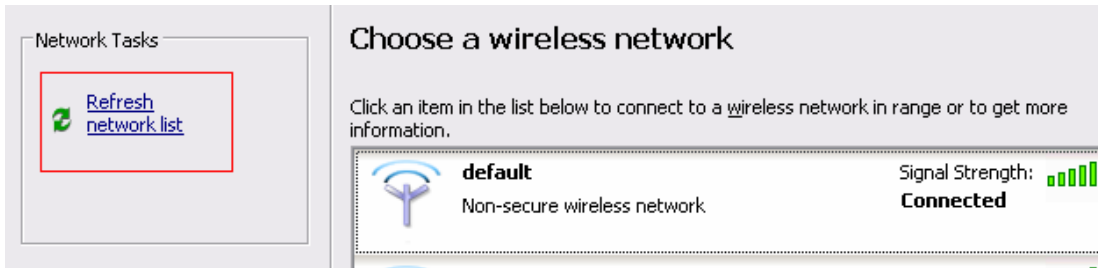 Network Tasks
Refresh
network list
Choose a wireless network
Click an item in the list below to connect to a wireless network in range or to get more
information.
default
Signal Strength:
Non-secure wireless network
Connected